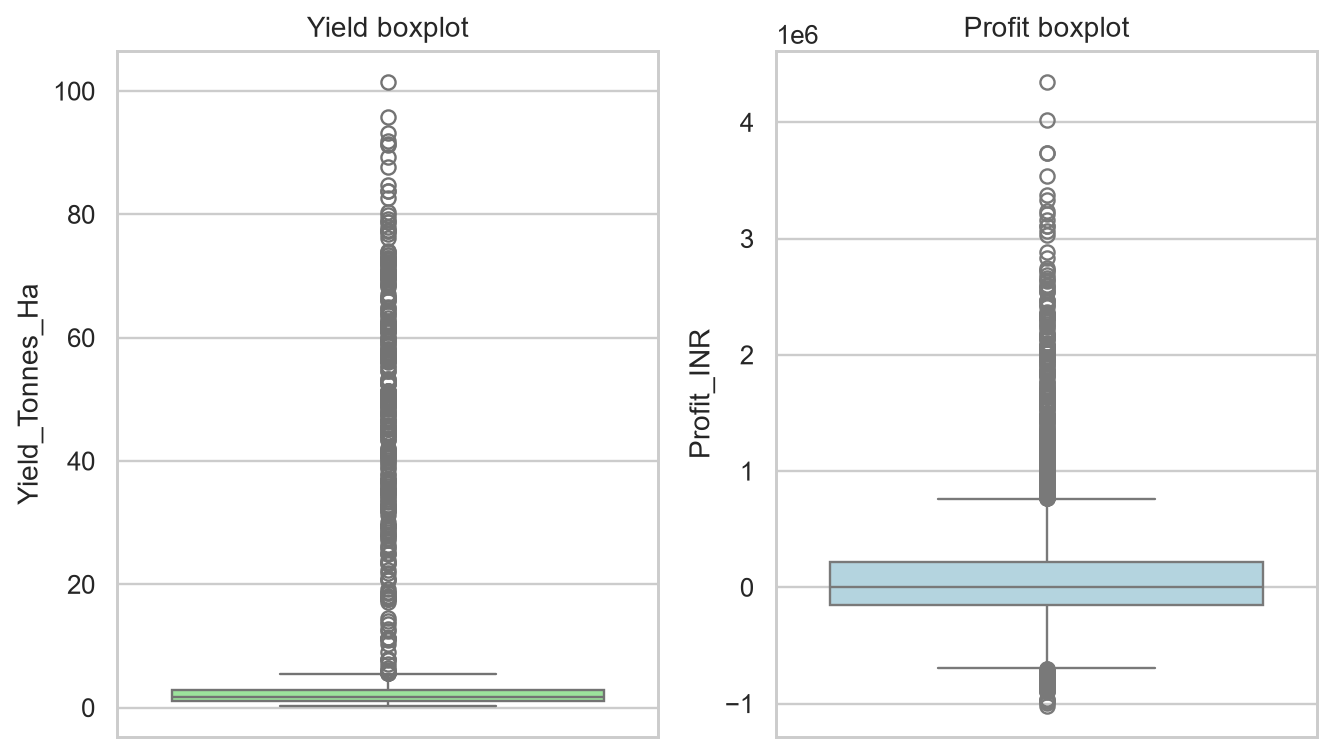 Yield boxplot
Yield_Tonnes_Ha
100
80
60
40
20
0
Profit boxplot
1e6
Profit_INR
4
3
2
1
0
−1